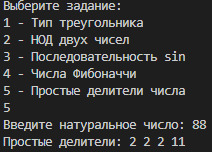 Выберите задание:
1 - Тип треугольника
2 - НОД двух чисел
3 - Последовательность sin
4 - Числа Фибоначчи
5 - Простые делители числа
5
Введите натуральное число: 88
Простые делители: 2 2 2 11